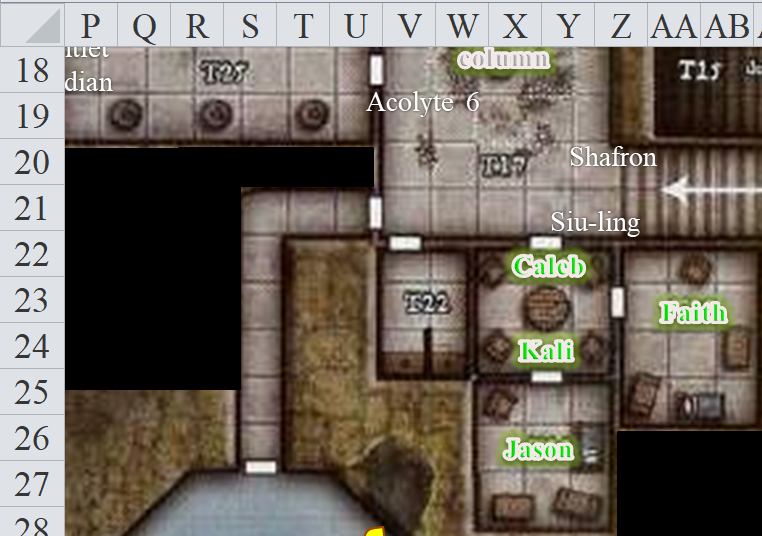 P Q R S T U V W X Y Z AA AB
18
19
20
21
22
23
24
25
26
27
28
dian
T25
column
T15
Acolyte 6
T17
Shafron
Siu-ling
Caleb
T22
Faith
Kali
Jason